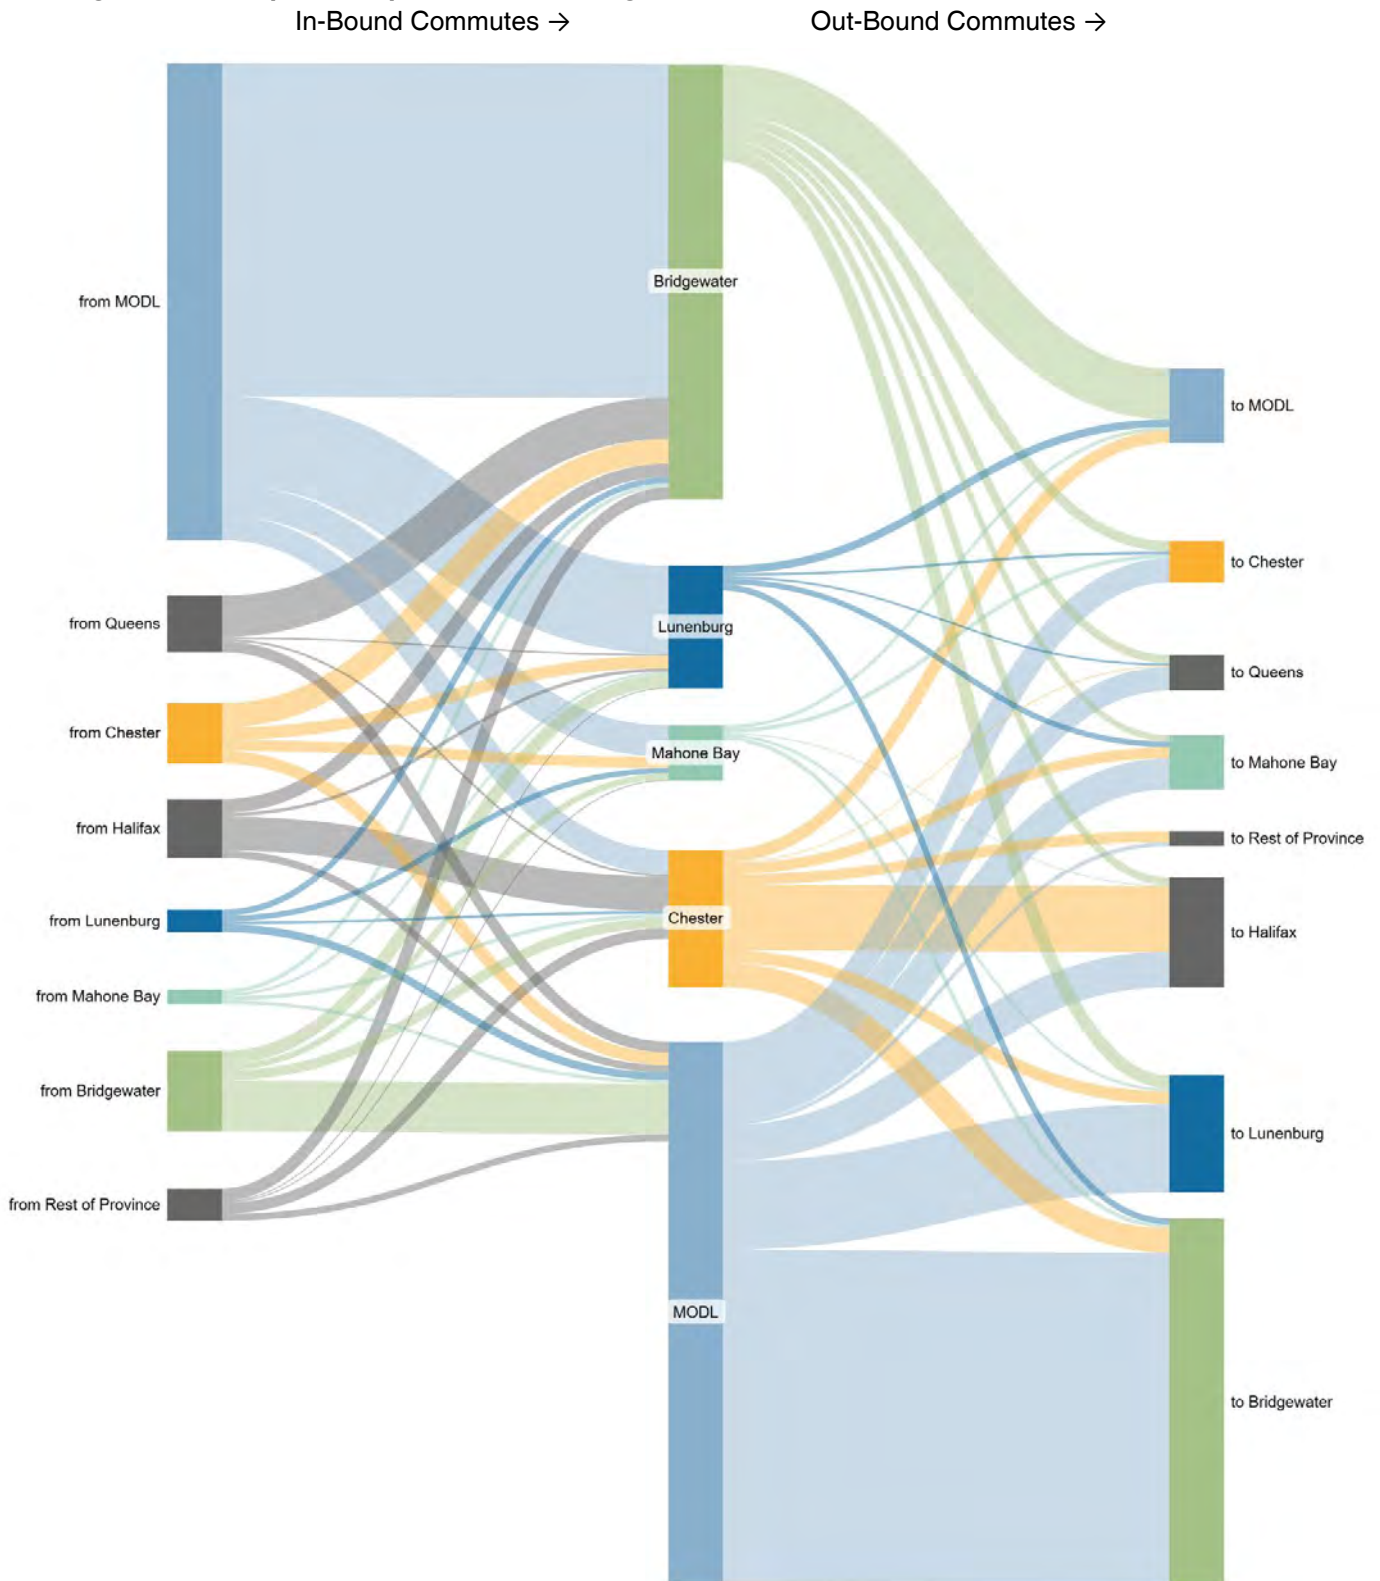 In-Bound Commutes →
Out-Bound Commutes →
from MODL
from Queens
from Chester
from Halifax
from Lunenburg
from Mahone Bay
from Bridgewater
from Rest of Province
Bridgewater
Lunenburg
Mahone Bay
Chester
MODL
to MODL
to Chester
to Queens
to Mahone Bay
to Rest of Province
to Halifax
to Lunenburg
to Bridgewater